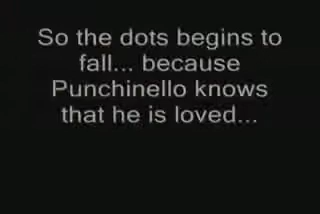 So the dots begins to
fall... because
Punchinello knows
that he is loved...